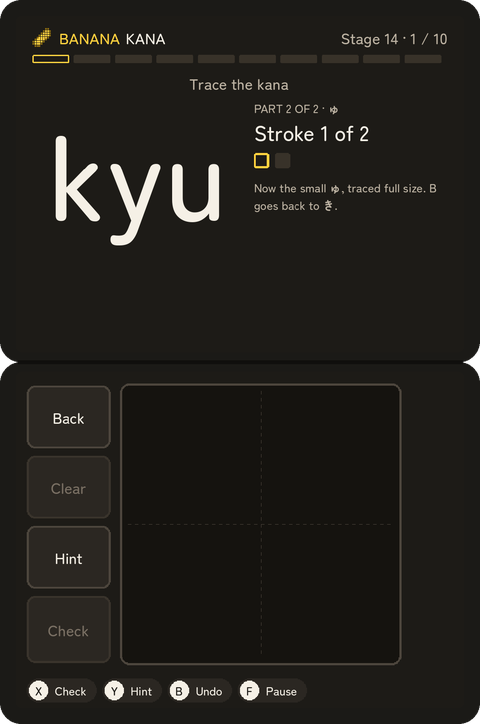 BANANA KANA
Stage 14 · 1 / 10
Trace the kana
PART 2 OF 2 · ゅ
Stroke 1 of 2
kyu
Now the small ゅ, traced full size. B
goes back to き.
Back
Clear
Hint
Check
X Check
Y Hint
B Undo
F Pause